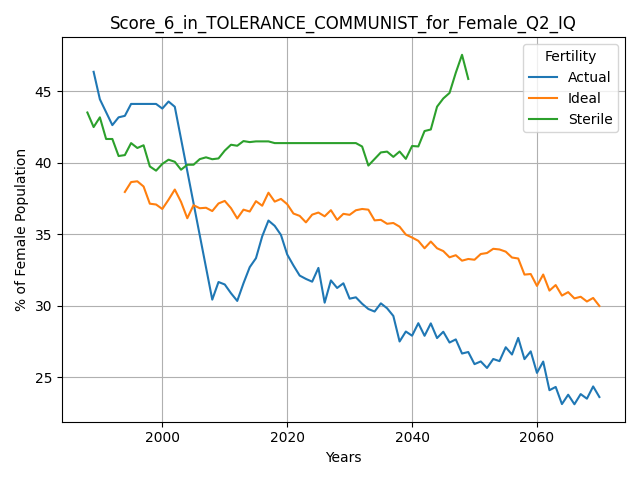 Score_6_in_TOLERANCE_COMMUNIST_for_Female_Q2_IQ
Fertility
Actual
Ideal
Sterile
% of Female Population
45
40
35
30
25
2000
2020
2040
2060
Years